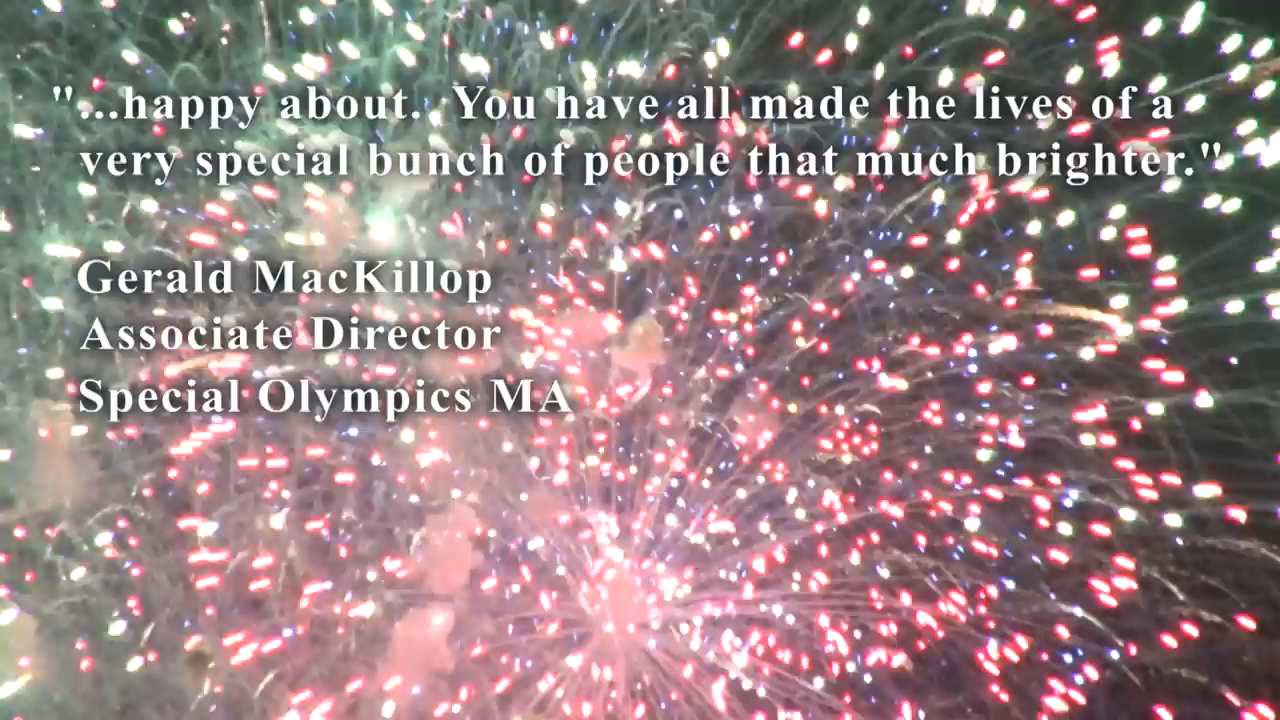 "...happy about.  You have all made the lives of a
very special bunch of people that much brighter."
Gerald MacKillop
Associate Director
Special Olympics MA